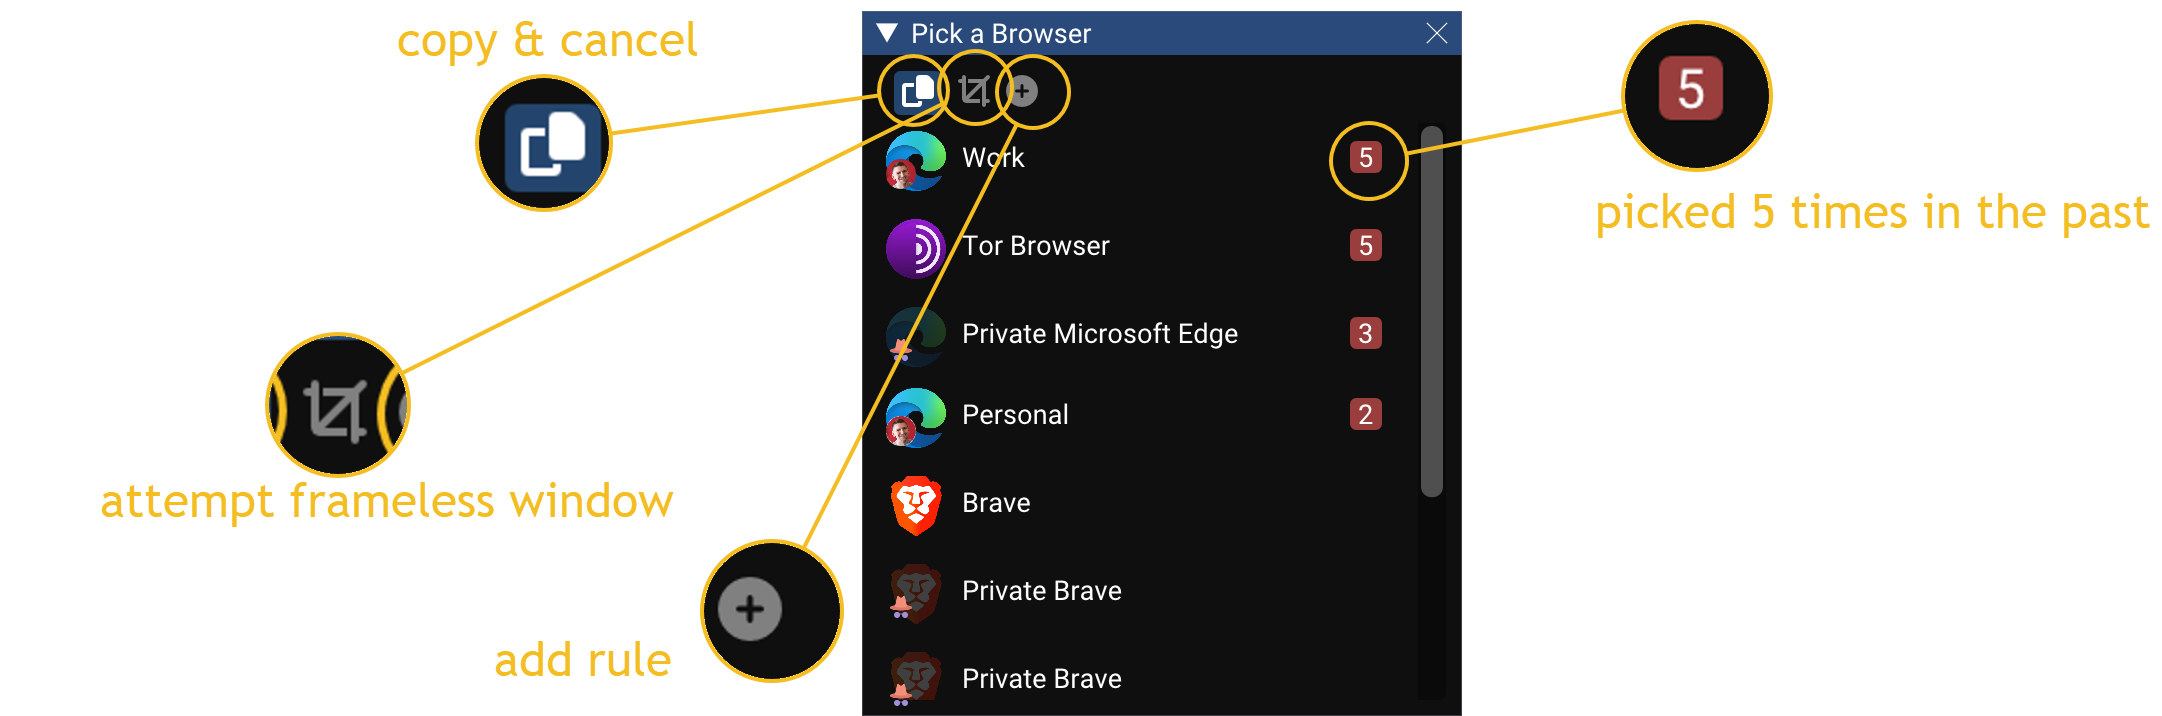 copy & cancel
Pick a Browser
5
Work
5
picked 5 times in the past
Tor Browser
5
Private Microsoft Edge
3
Personal
2
attempt frameless window
Brave
Private Brave
add rule
Private Brave